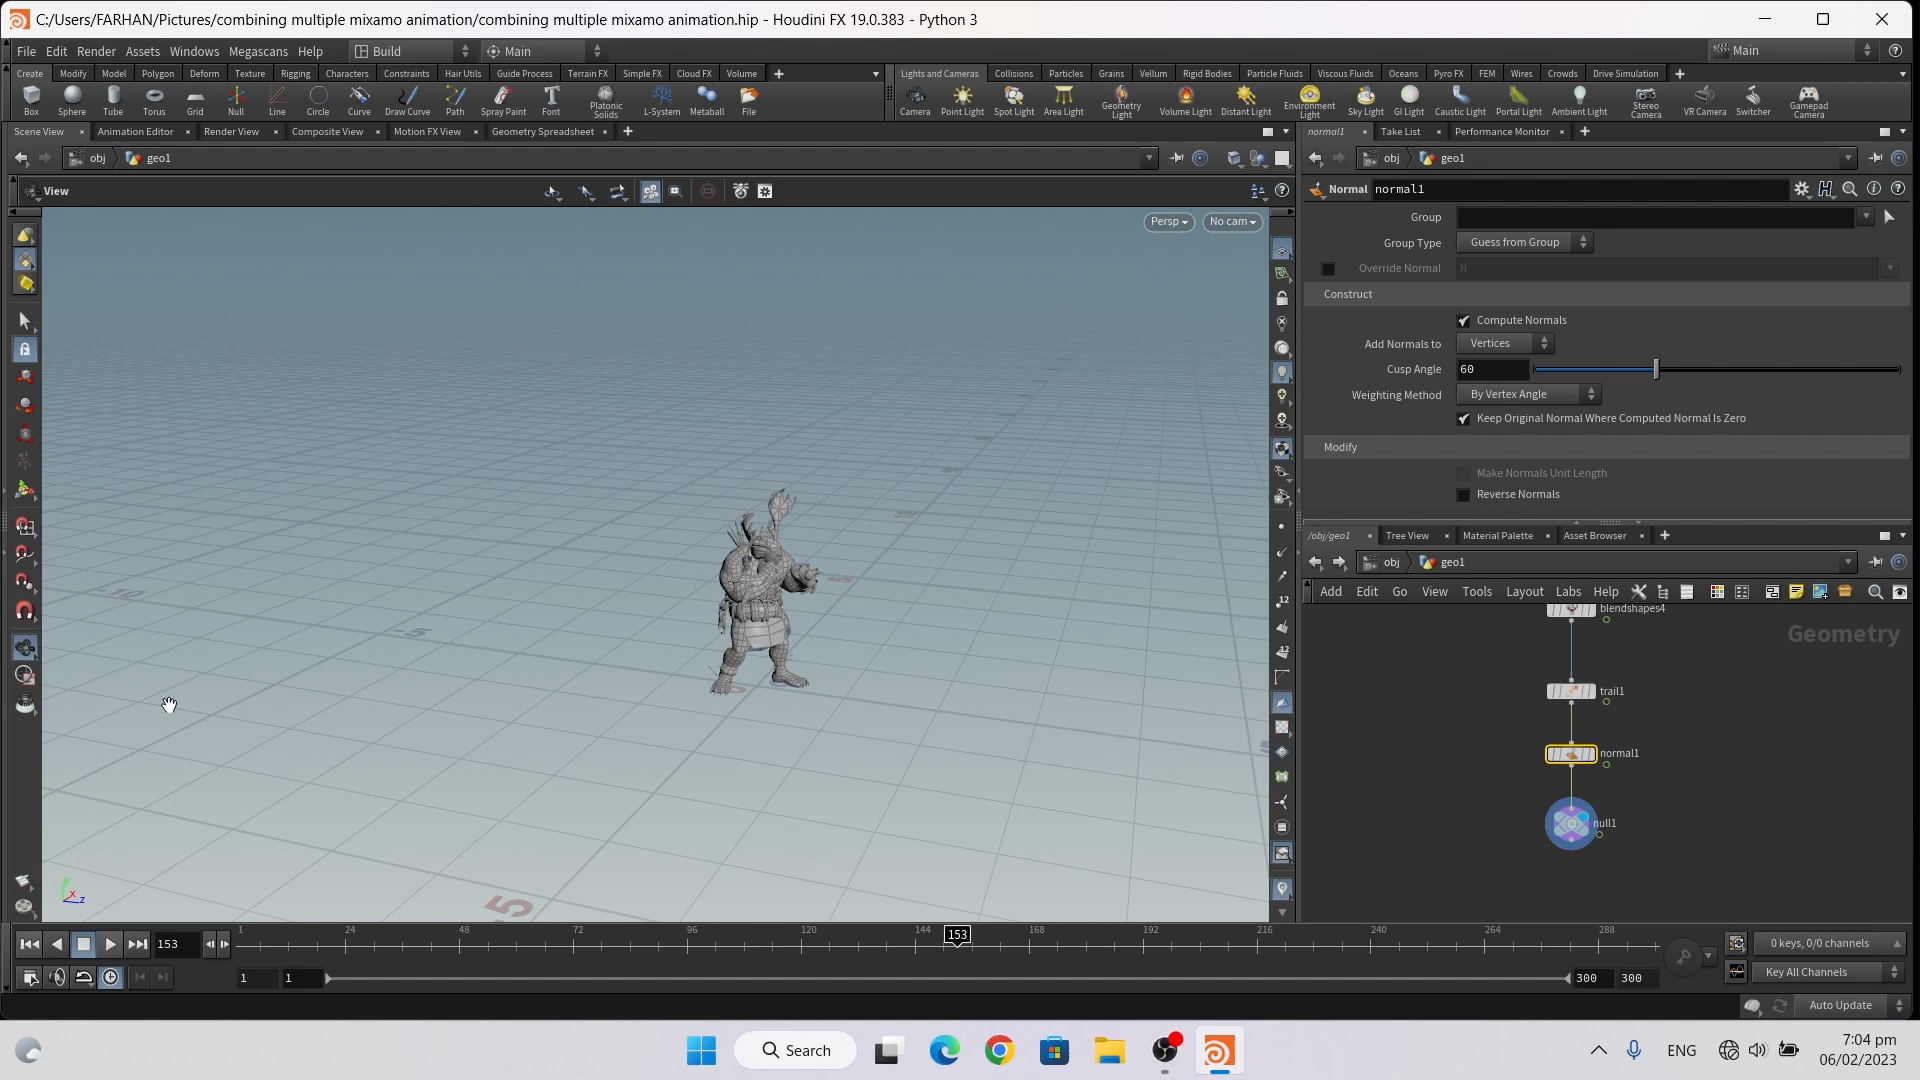 C:/Users/FARHAN/Pictures/combining multiple mixamo animation/combining multiple mixamo animation.hip - Houdini FX 19.0.383 - Python 3
File Edit Render Assets Windows Megascans Help Build Main Main
Create Modify Model Polygon Deform Texture Rigging Characters Constraints Hair Utils Guide Process Terrain FX Simple FX Cloud FX Volume
Lights and Cameras Collisions Particles Grains Vellum Rigid Bodies Particle Fluids Viscous Fluids Oceans Pyro FX FEM Wires Crowds Drive Simulation
Box Sphere Tube Torus Grid Null Line Circle Curve Draw Curve Path Spray Paint Font Platonic Solids L-System Metaball File
Camera Point Light Spot Light Area Light Geometry Light Volume Light Distant Light Environment Light Sky Light GI Light Caustic Light Portal Light Ambient Light Stereo Camera VR Camera Switcher Gamepad Camera
Scene View Animation Editor Render View Composite View Motion FX View Geometry Spreadsheet
normal1 Take List Performance Monitor
obj geo1
obj geo1
View
Persp No cam
Normal normal1
Group
Group Type Guess from Group
Override Normal N
Construct
Compute Normals
Add Normals to Vertices
Cusp Angle 60
Weighting Method By Vertex Angle
Keep Original Normal Where Computed Normal Is Zero
Modify
Make Normals Unit Length
Reverse Normals
/obj/geo1 Tree View Material Palette Asset Browser
obj geo1
Add Edit Go View Tools Layout Labs Help
Geometry
blendshapes4
trail1
normal1
null1
-10
-5
0
5
5
12
12
y x z
153
1 24 48 72 96 120 144 153 168 192 216 240 264 288
0 keys, 0/0 channels
1 1 300 300
Key All Channels
Auto Update
Search
ENG
7:04 pm
06/02/2023